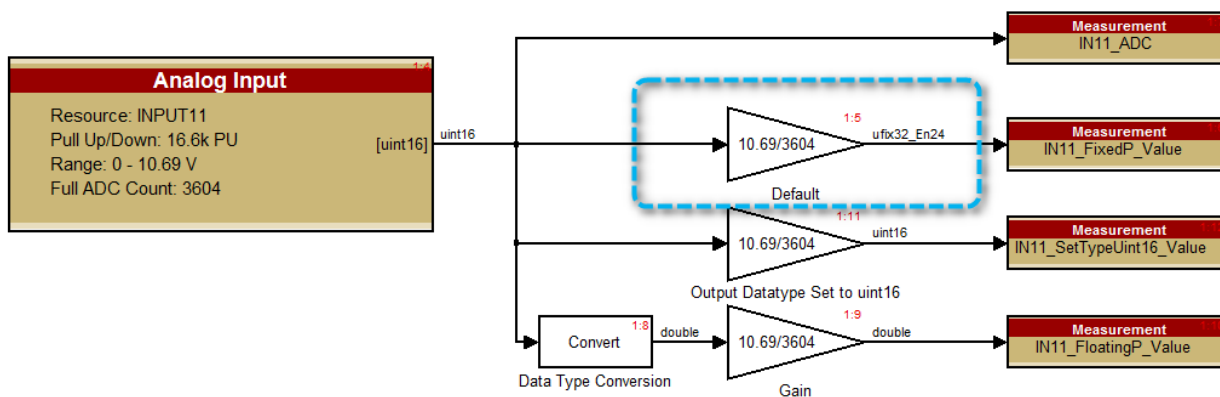 Analog Input
1:4
Resource: INPUT11
Pull Up/Down: 16.6k PU
Range: 0 - 10.69 V
Full ADC Count: 3604
[uint16]
uint16
Measurement
IN11_ADC
1:5
10.69/3604
ufix32_En24
Default
Measurement
IN11_FixedP_Value
1:11
10.69/3604
uint16
Output Datatype Set to uint16
Measurement
IN11_SetTypeUint16_Value
1:8
Convert
double
Data Type Conversion
1:9
10.69/3604
double
Gain
Measurement
IN11_FloatingP_Value